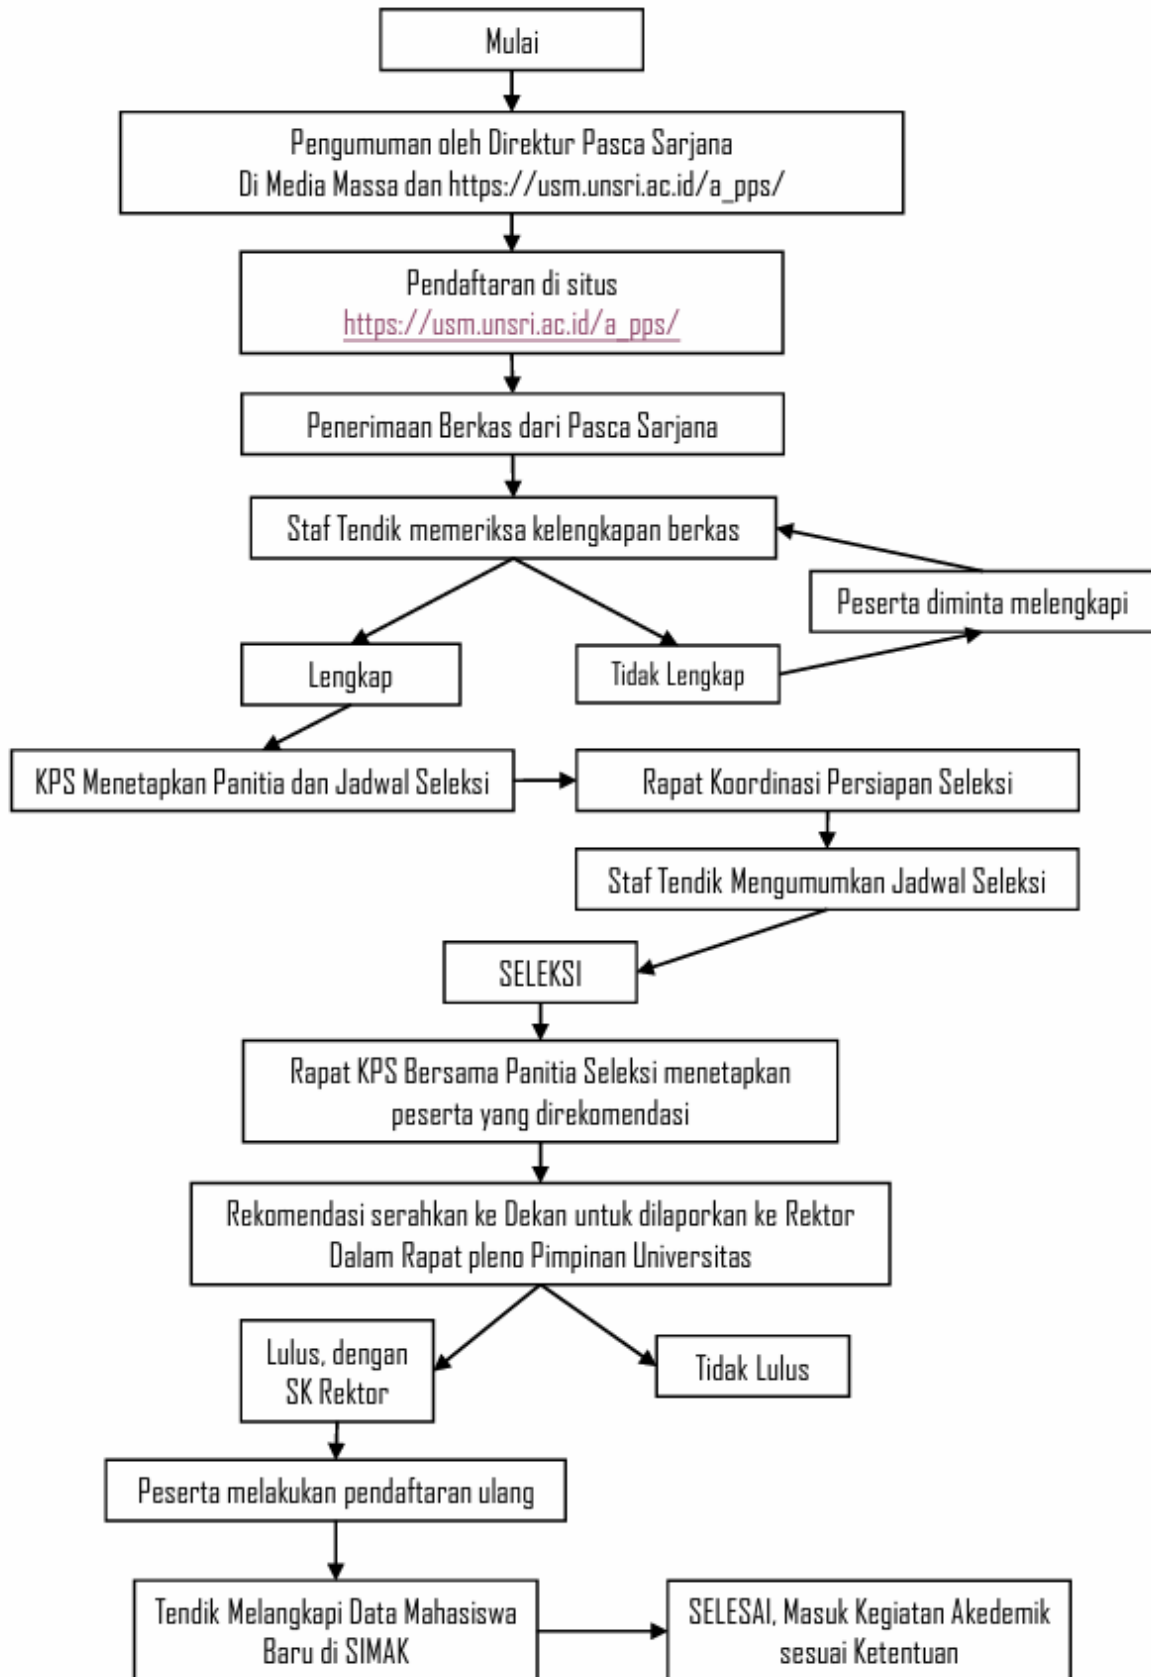 Mulai
Pengumuman oleh Direktur Pasca Sarjana
Di Media Massa dan https://usm.unsri.ac.id/a_pps/
Pendaftaran di situs
https://usm.unsri.ac.id/a_pps/
Penerimaan Berkas dari Pasca Sarjana
Staf Tendik memeriksa kelengkapan berkas
Peserta diminta melengkapi
Lengkap
Tidak Lengkap
KPS Menetapkan Panitia dan Jadwal Seleksi
Rapat Koordinasi Persiapan Seleksi
Staf Tendik Mengumumkan Jadwal Seleksi
SELEKSI
Rapat KPS Bersama Panitia Seleksi menetapkan
peserta yang direkomendasi
Rekomendasi serahkan ke Dekan untuk dilaporkan ke Rektor
Dalam Rapat pleno Pimpinan Universitas
Lulus, dengan
SK Rektor
Tidak Lulus
Peserta melakukan pendaftaran ulang
Tendik Melangkapi Data Mahasiswa
Baru di SIMAK
SELESAI, Masuk Kegiatan Akedemik
sesuai Ketentuan